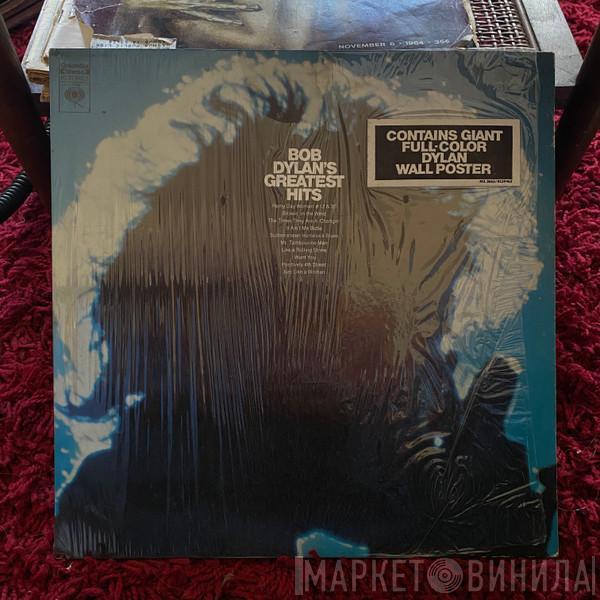 NOVEMBER 6 • 1964 • 35¢
Columbia
Stereo
BOB
DYLAN'S
GREATEST
HITS
Rainy Day Women # 12 & 35
Blowin' in the Wind
The Times They Are A-Changin'
It Ain't Me Babe
Subterranean Homesick Blues
Mr. Tambourine Man
Like a Rolling Stone
I Want You
Positively 4th Street
Just Like a Woman
CONTAINS GIANT
FULL-COLOR
DYLAN
WALL POSTER
МАРКЕТ ВИНИЛА